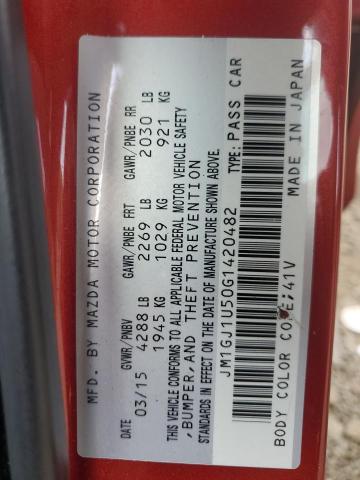 MFD. BY MAZDA MOTOR CORPORATION
DATE GVWR/PNBV GAWR/PNBE FRT GAWR/PNBE RR
03/15 4288 LB 2269 LB 2030 LB
1945 KG 1029 KG 921 KG
THIS VEHICLE CONFORMS TO ALL APPLICABLE FEDERAL MOTOR VEHICLE SAFETY
, BUMPER, AND THEFT PREVENTION
STANDARDS IN EFFECT ON THE DATE OF MANUFACTURE SHOWN ABOVE.
JM1GJ1U50G1420482 TYPE: PASS CAR
BODY COLOR CODE:41V MADE IN JAPAN